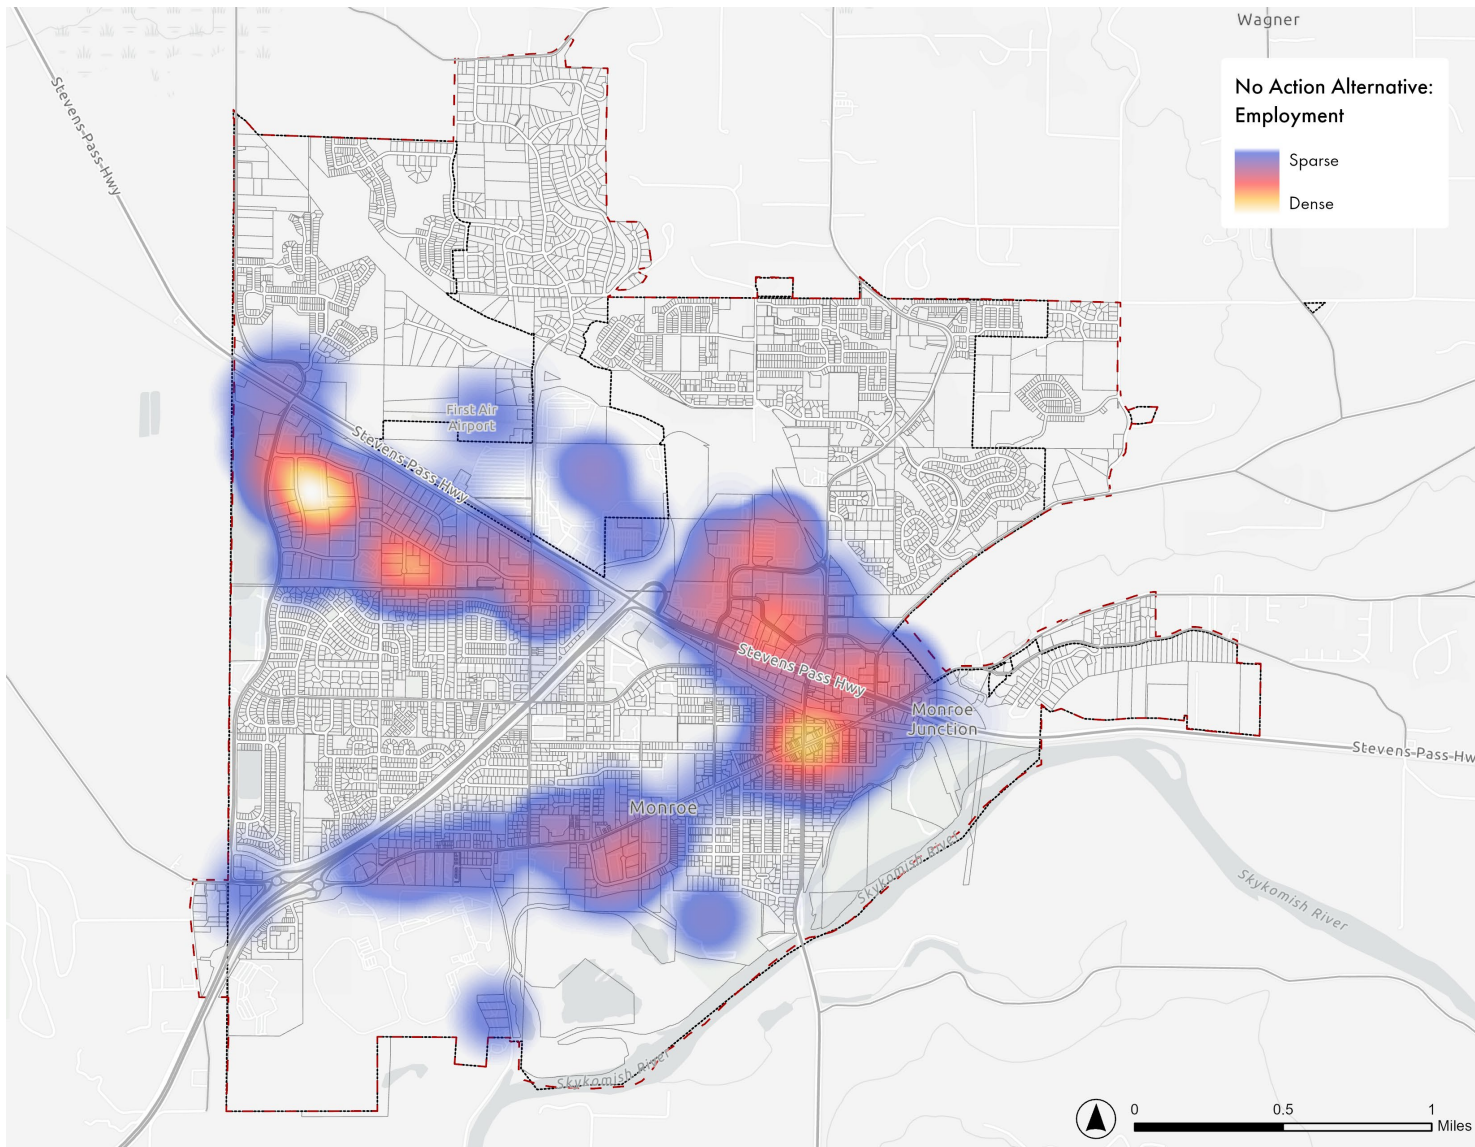 Wagner
No Action Alternative:
Employment
Sparse
Dense
Stevens Pass Hwy
First Air
Airport
Stevens Pass Hwy
Stevens Pass Hwy
Monroe
Junction
Stevens Pass Hw
Monroe
Skykomish River
Skykomish River
Skykomish River
0
0.5
1
Miles